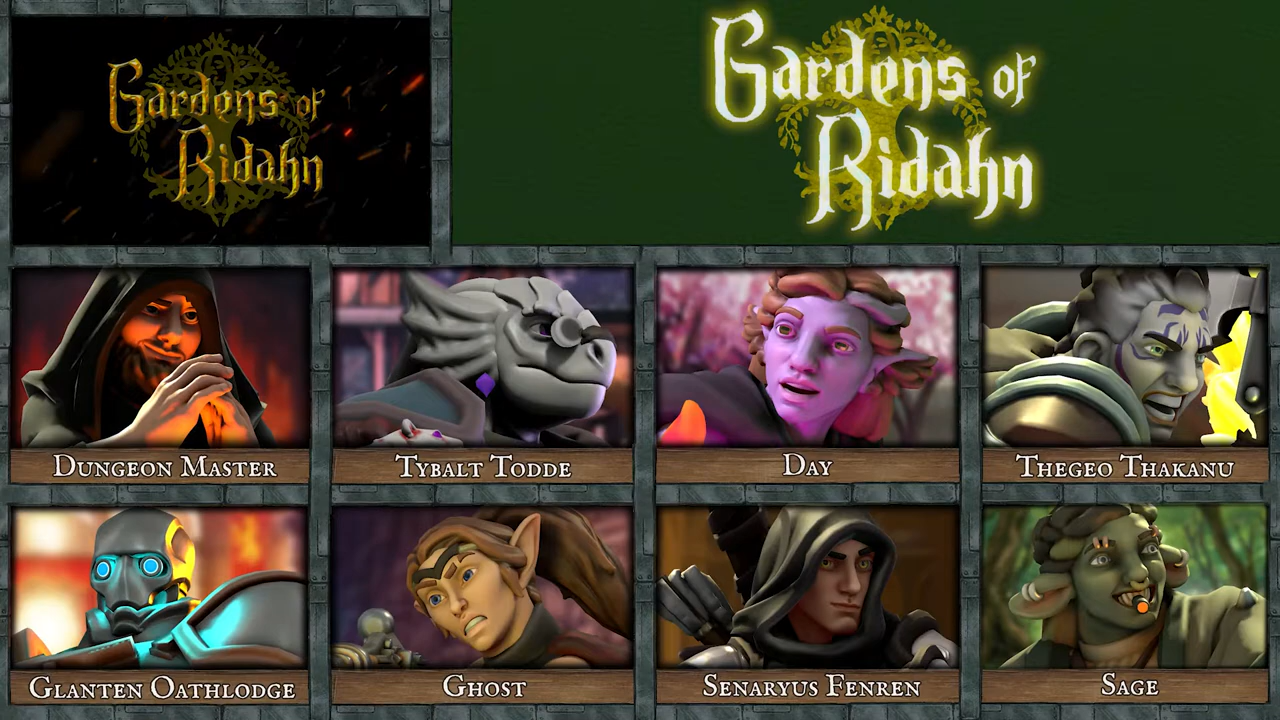 Gardens of
Ridahn
Gardens of
Ridahn
Dungeon Master
Tybalt Todde
Day
Thegeo Thakanu
Glanten Oathlodge
Ghost
Senaryus Fenren
Sage